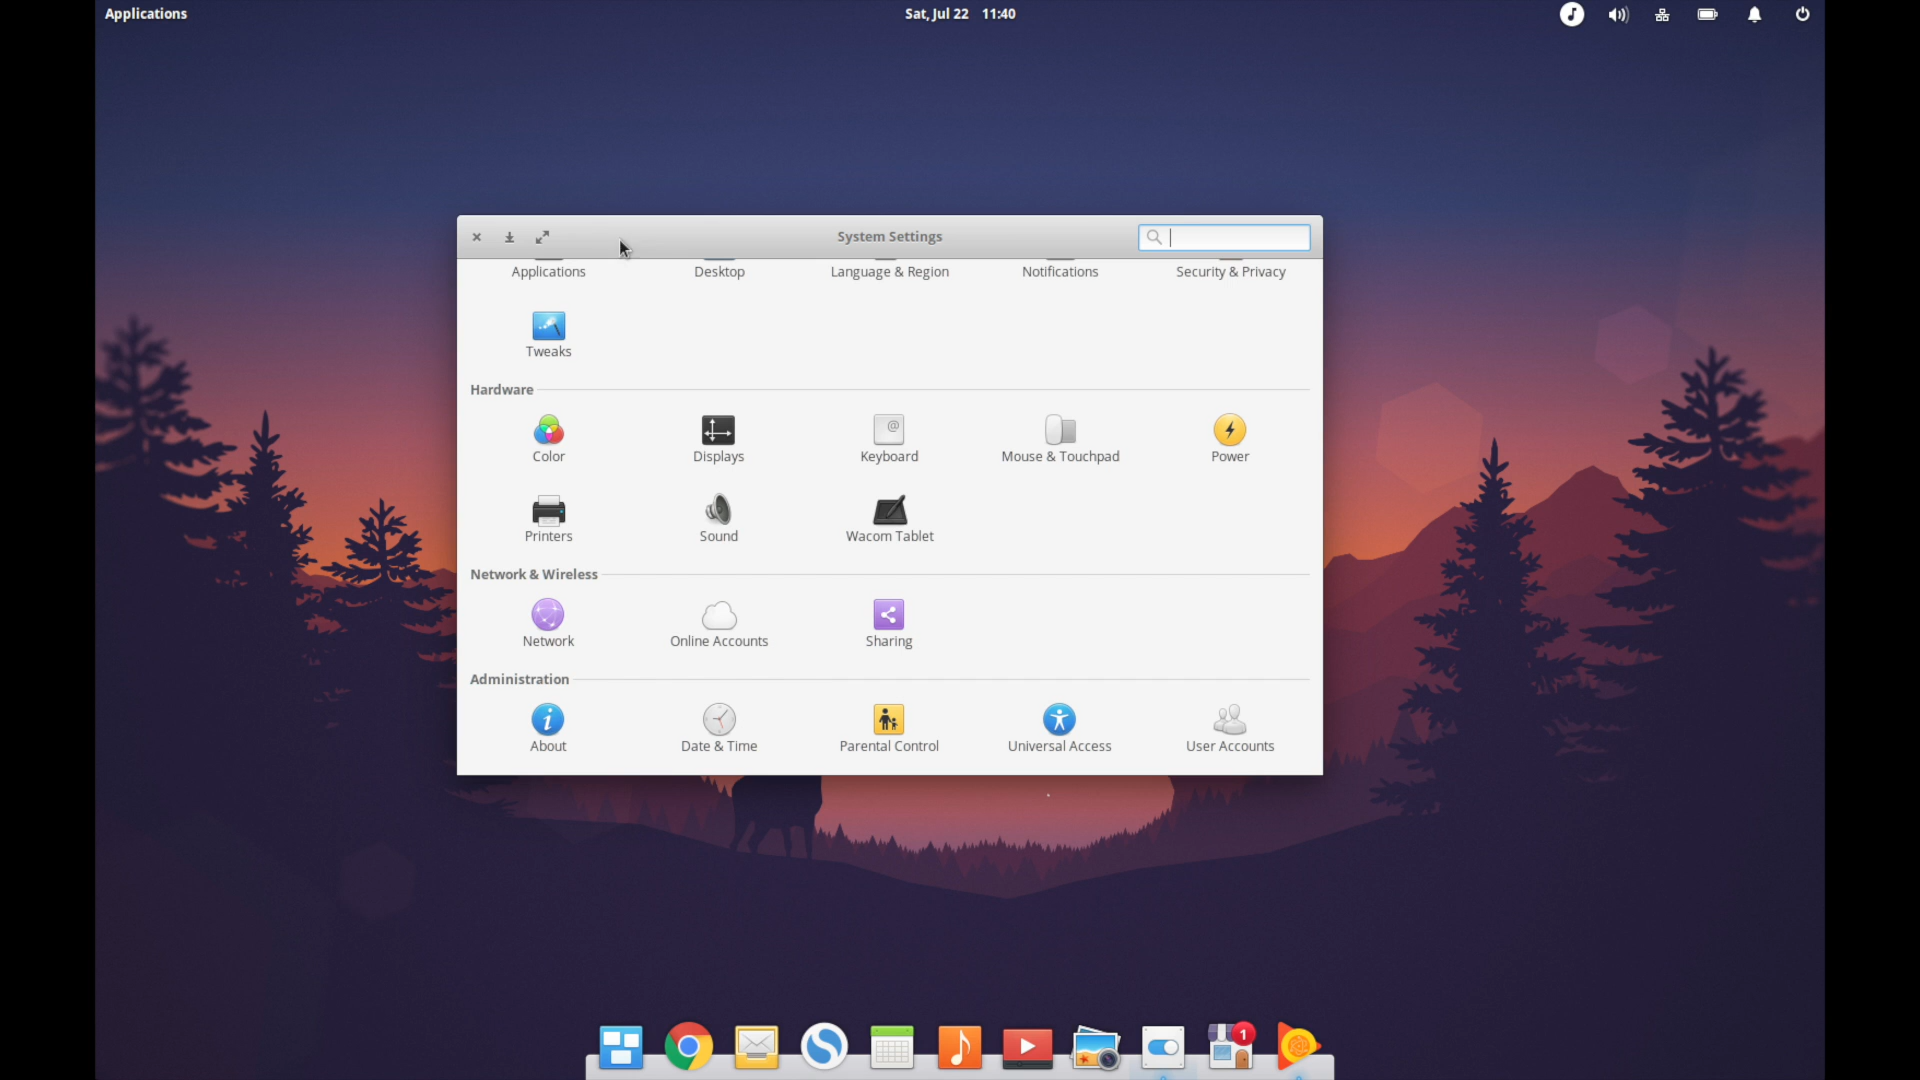 Applications
Sat, Jul 22 11:40
System Settings
Applications Desktop Language & Region Notifications Security & Privacy
Tweaks
Hardware
Color Displays Keyboard Mouse & Touchpad Power
Printers Sound Wacom Tablet
Network & Wireless
Network Online Accounts Sharing
Administration
About Date & Time Parental Control Universal Access User Accounts
1